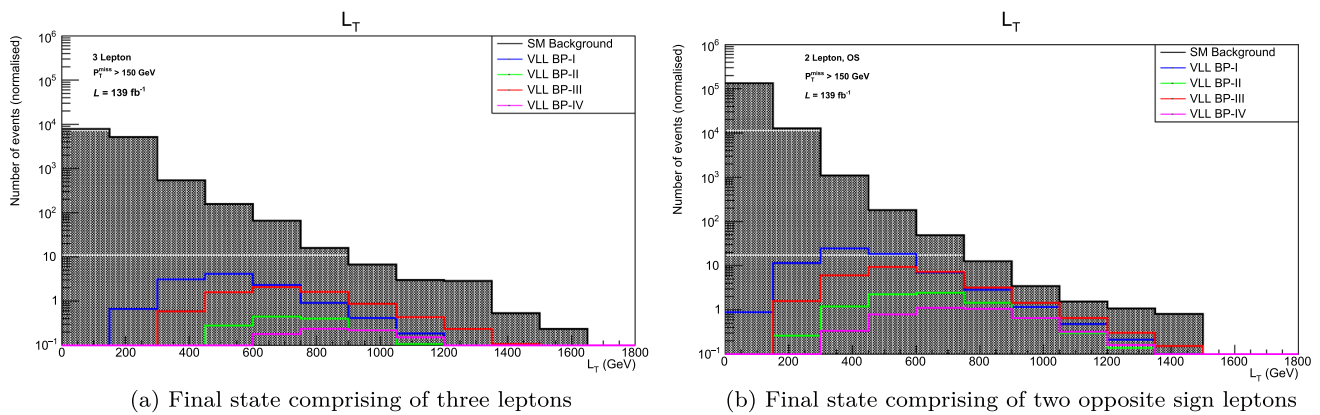 L_T
Number of events (normalised)
10^6
10^5
10^4
10^3
10^2
10
1
10^-1
3 Lepton
P_T^miss > 150 GeV
L = 139 fb^-1
SM Background
VLL BP-I
VLL BP-II
VLL BP-III
VLL BP-IV
0 200 400 600 800 1000 1200 1400 1600 1800
L_T (GeV)
(a) Final state comprising of three leptons
L_T
Number of events (normalised)
10^6
10^5
10^4
10^3
10^2
10
1
10^-1
2 Lepton, OS
P_T^miss > 150 GeV
L = 139 fb^-1
SM Background
VLL BP-I
VLL BP-II
VLL BP-III
VLL BP-IV
0 200 400 600 800 1000 1200 1400 1600 1800
L_T (GeV)
(b) Final state comprising of two opposite sign leptons